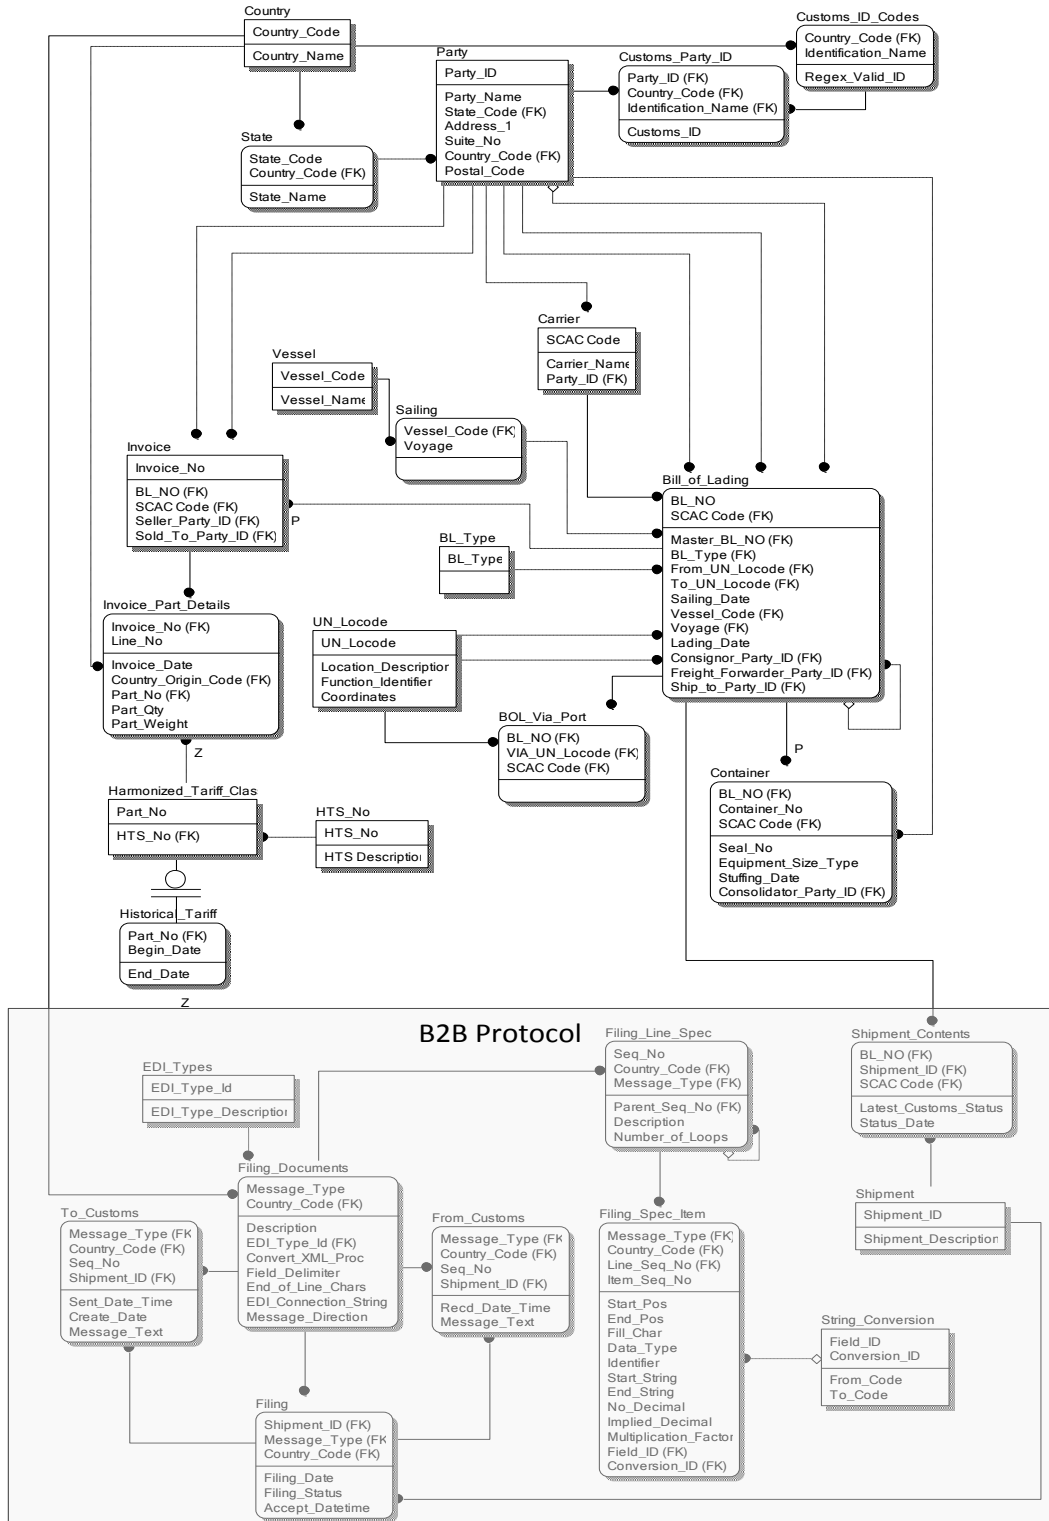 Country
Country_Code
Country_Name
Customs_ID_Codes
Country_Code (FK)
Identification_Name
Regex_Valid_ID
Party
Party_ID
Party_Name
State_Code (FK)
Address_1
Suite_No
Country_Code (FK)
Postal_Code
Customs_Party_ID
Party_ID (FK)
Country_Code (FK)
Identification_Name (FK)
Customs_ID
State
State_Code
Country_Code (FK)
State_Name
Carrier
SCAC Code
Carrier_Name
Party_ID (FK)
Vessel
Vessel_Code
Vessel_Name
Sailing
Vessel_Code (FK)
Voyage
Invoice
Invoice_No
BL_NO (FK)
SCAC Code (FK)
Seller_Party_ID (FK)
Sold_To_Party_ID (FK)
P
Bill_of_Lading
BL_NO
SCAC Code (FK)
Master_BL_NO (FK)
BL_Type (FK)
From_UN_Locode (FK)
To_UN_Locode (FK)
Sailing_Date
Vessel_Code (FK)
Voyage (FK)
Lading_Date
Consignor_Party_ID (FK)
Freight_Forwarder_Party_ID (FK)
Ship_to_Party_ID (FK)
BL_Type
BL_Type
Invoice_Part_Details
Invoice_No (FK)
Line_No
Invoice_Date
Country_Origin_Code (FK)
Part_No (FK)
Part_Qty
Part_Weight
Z
UN_Locode
UN_Locode
Location_Description
Function_Identifier
Coordinates
BOL_Via_Port
BL_NO (FK)
VIA_UN_Locode (FK)
SCAC Code (FK)
P
Container
BL_NO (FK)
Container_No
SCAC Code (FK)
Seal_No
Equipment_Size_Type
Stuffing_Date
Consolidator_Party_ID (FK)
Harmonized_Tariff_Clas
Part_No
HTS_No (FK)
HTS_No
HTS_No
HTS Description
Historical_Tariff
Part_No (FK)
Begin_Date
End_Date
Z
B2B Protocol
EDI_Types
EDI_Type_Id
EDI_Type_Description
Filing_Line_Spec
Seq_No
Country_Code (FK)
Message_Type (FK)
Parent_Seq_No (FK)
Description
Number_of_Loops
Shipment_Contents
BL_NO (FK)
Shipment_ID (FK)
SCAC Code (FK)
Latest_Customs_Status
Status_Date
Filing_Documents
Message_Type
Country_Code (FK)
Description
EDI_Type_Id (FK)
Convert_XML_Proc
Field_Delimiter
End_of_Line_Chars
EDI_Connection_String
Message_Direction
To_Customs
Message_Type (FK
Country_Code (FK)
Seq_No
Shipment_ID (FK)
Sent_Date_Time
Create_Date
Message_Text
From_Customs
Message_Type (FK
Country_Code (FK)
Seq_No
Shipment_ID (FK)
Recd_Date_Time
Message_Text
Shipment
Shipment_ID
Shipment_Description
Filing_Spec_Item
Message_Type (FK)
Country_Code (FK)
Line_Seq_No (FK)
Item_Seq_No
Start_Pos
End_Pos
Fill_Char
Data_Type
Identifier
Start_String
End_String
No_Decimal
Implied_Decimal
Multiplication_Factor
Field_ID (FK)
Conversion_ID (FK)
String_Conversion
Field_ID
Conversion_ID
From_Code
To_Code
Filing
Shipment_ID (FK)
Message_Type (FK
Country_Code (FK)
Filing_Date
Filing_Status
Accept_Datetime